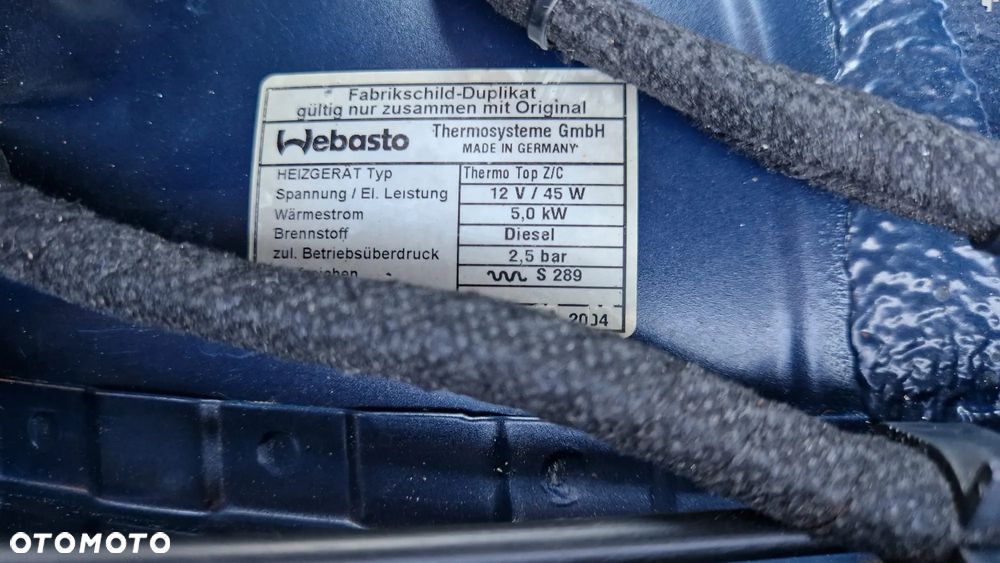 Fabrikschild-Duplikat
gültig nur zusammen mit Original
Webasto Thermosysteme GmbH
MADE IN GERMANY
HEIZGERÄT Typ Thermo Top Z/C
Spannung / El. Leistung 12 V / 45 W
Wärmestrom 5,0 kW
Brennstoff Diesel
zul. Betriebsüberdruck 2,5 bar
S 289
2004
OTOMOTO